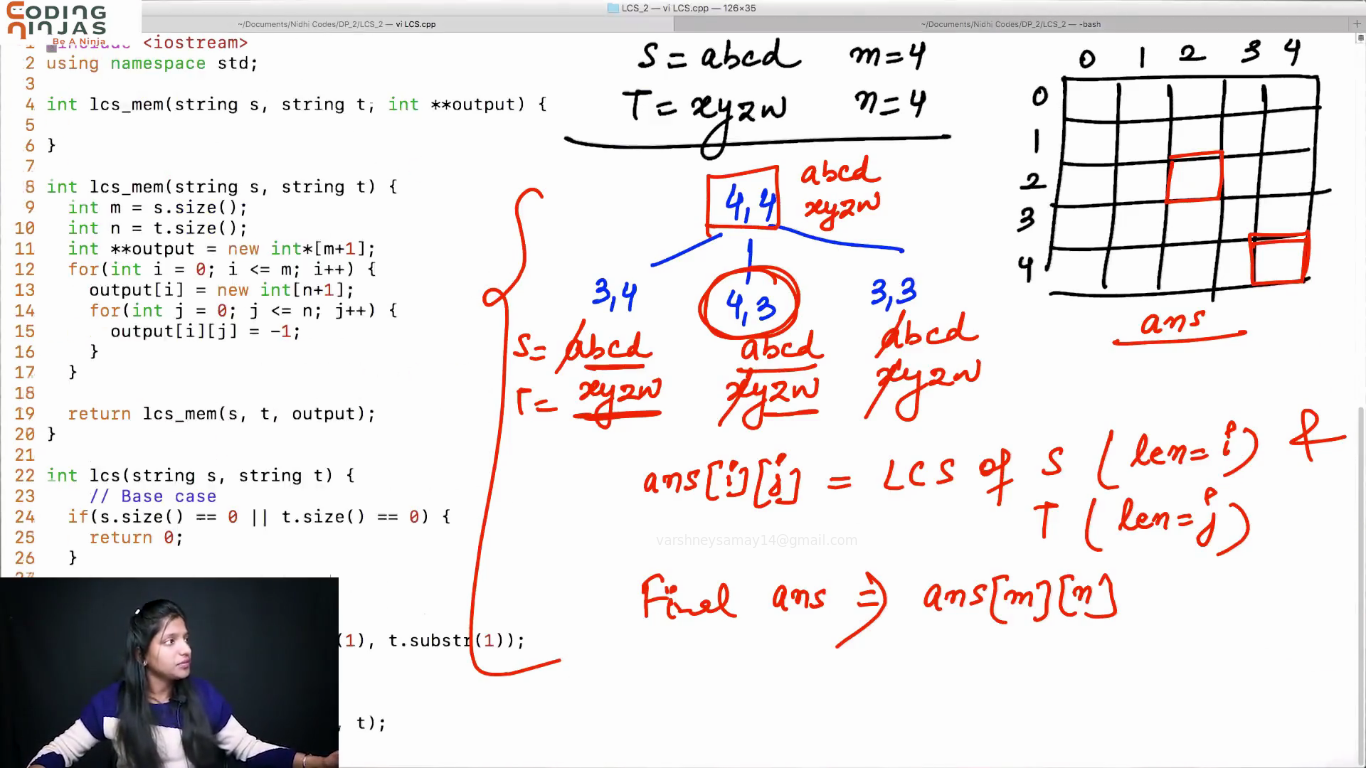 CODING
NINJAS
Be A Ninja
LCS_2 — vi LCS.cpp — 126×35
~/Documents/Nidhi Codes/DP_2/LCS_2 — vi LCS.cpp
~/Documents/Nidhi Codes/DP_2/LCS_2 — -bash
1 #include <iostream>
2 using namespace std;
3
4 int lcs_mem(string s, string t, int **output) {
5
6 }
7
8 int lcs_mem(string s, string t) {
9 int m = s.size();
10 int n = t.size();
11 int **output = new int*[m+1];
12 for(int i = 0; i <= m; i++) {
13 output[i] = new int[n+1];
14 for(int j = 0; j <= n; j++) {
15 output[i][j] = -1;
16 }
17 }
18
19 return lcs_mem(s, t, output);
20 }
21
22 int lcs(string s, string t) {
23 // Base case
24 if(s.size() == 0 || t.size() == 0) {
25 return 0;
26 }
(1), t.substr(1));
, t);
S = abcd m=4
T = xyzw n=4
4,4 abcd
xyzw
3,4 4,3 3,3
S= abcd abcd abcd
T= xyzw xyzw xyzw
0 1 2 3 4
0
1
2
3
4
ans
ans[i][j] = LCS of S (len=i) &
T (len=j)
varshneysamay14@gmail.com
Final ans => ans[m][n]